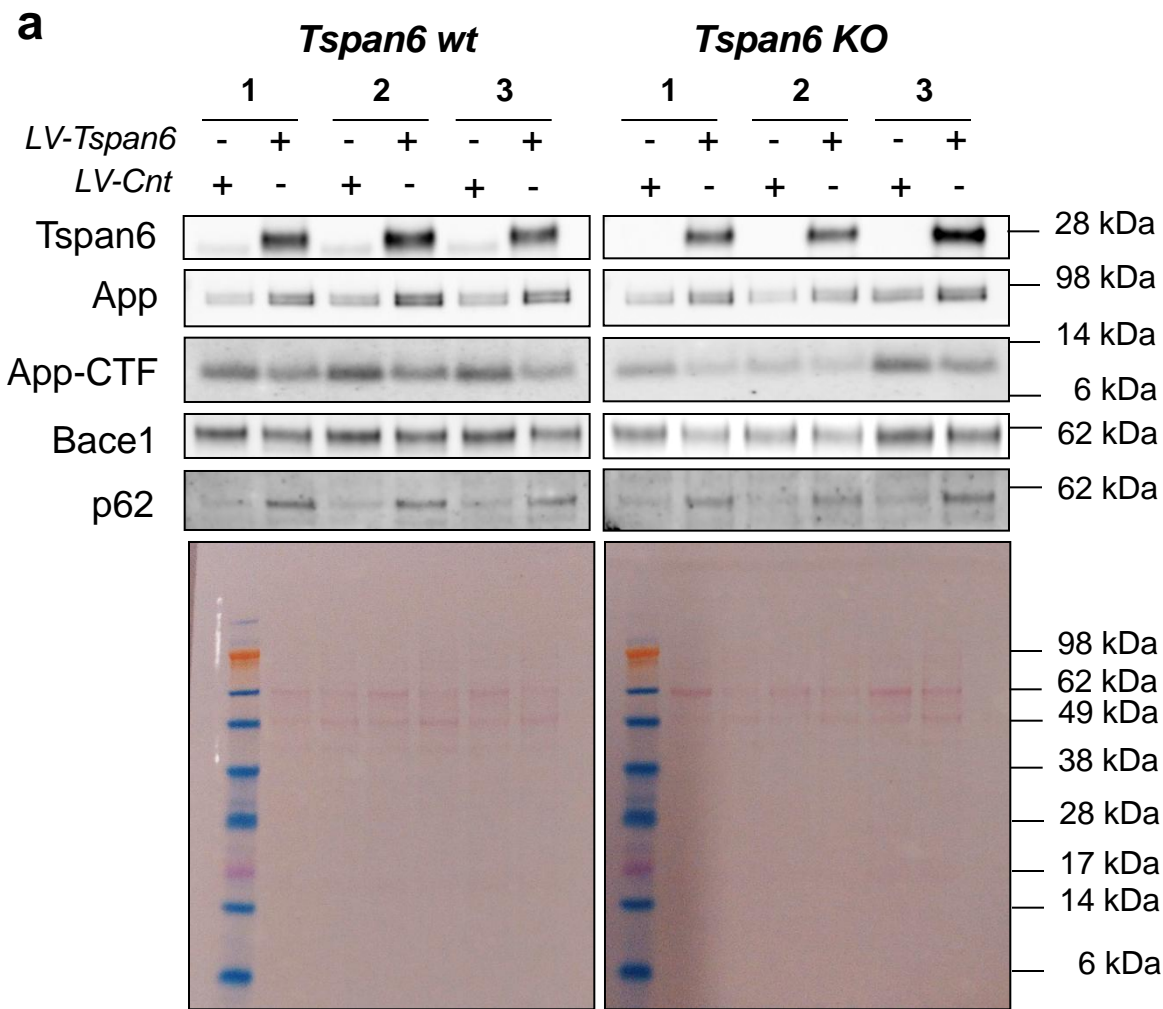 a
Tspan6 wt Tspan6 KO
1 2 3 1 2 3
LV-Tspan6 - + - + - + - + - + - +
LV-Cnt + - + - + - + - + - + -
Tspan6 28 kDa
App 98 kDa
App-CTF 14 kDa
6 kDa
Bace1 62 kDa
p62 62 kDa
98 kDa
62 kDa
49 kDa
38 kDa
28 kDa
17 kDa
14 kDa
6 kDa